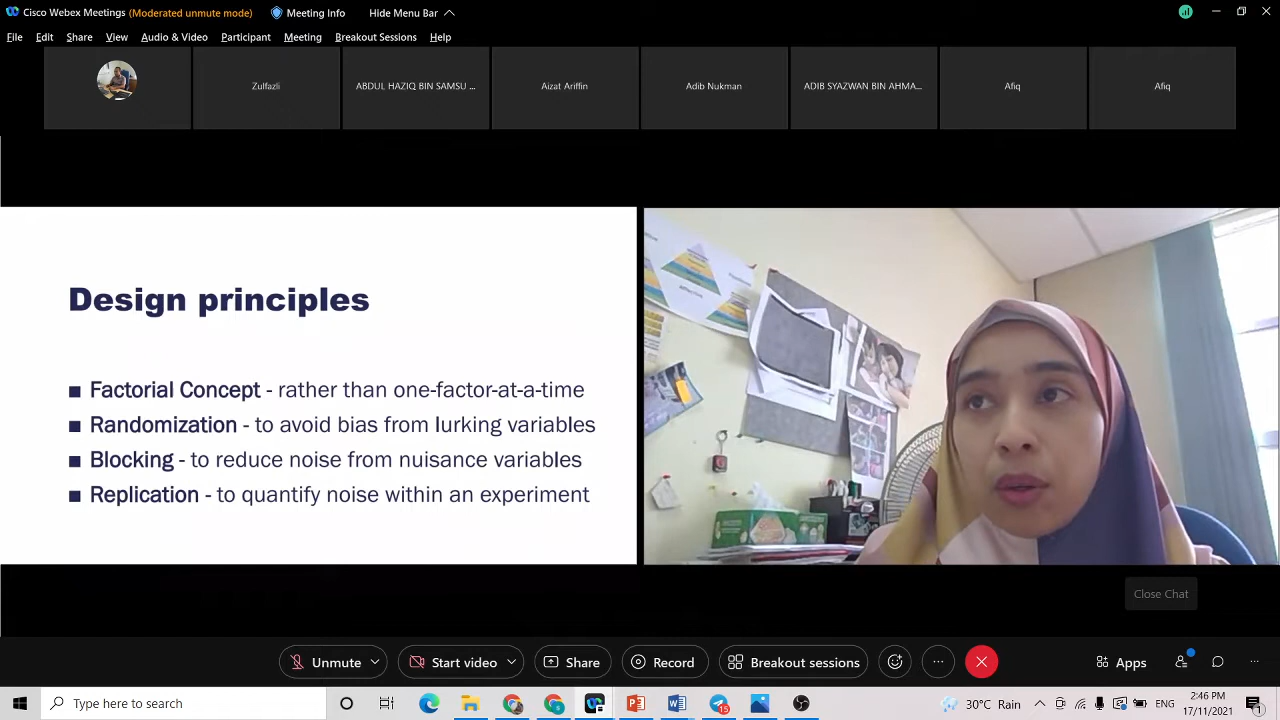 Cisco Webex Meetings (Moderated unmute mode) Meeting Info Hide Menu Bar
File Edit Share View Audio & Video Participant Meeting Breakout Sessions Help
Zulfazli ABDUL HAZIQ BIN SAMSU ... Aizat Ariffin Adib Nukman ADIB SYAZWAN BIN AHMA... Afiq Afiq
Design principles
■ Factorial Concept - rather than one-factor-at-a-time
■ Randomization - to avoid bias from lurking variables
■ Blocking - to reduce noise from nuisance variables
■ Replication - to quantify noise within an experiment
Close Chat
Unmute Start video Share Record Breakout sessions Apps
Type here to search 15 30°C Rain 2:46 PM
17/11/2021 1